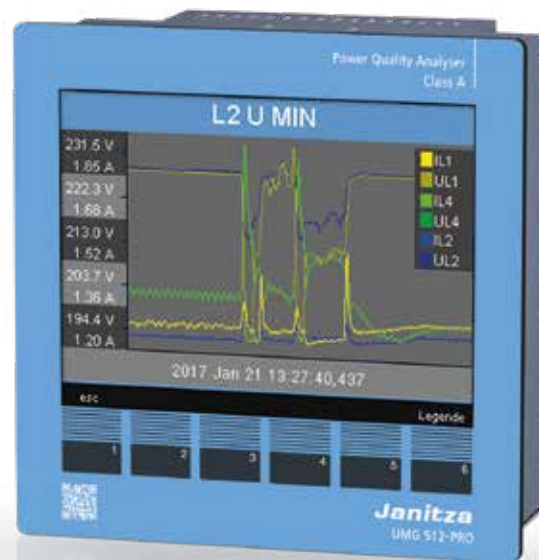 Power Quality Analyser
Class A
L2 U MIN
231.5 V
1.85 A
222.3 V
1.68 A
213.0 V
1.52 A
203.7 V
1.36 A
194.4 V
1.20 A
IL1
UL1
IL4
UL4
IL2
UL2
2017 Jan 21 13:27:40,437
esc
Legende
1 2 3 4 5 6
Janitza
UMG 512-PRO